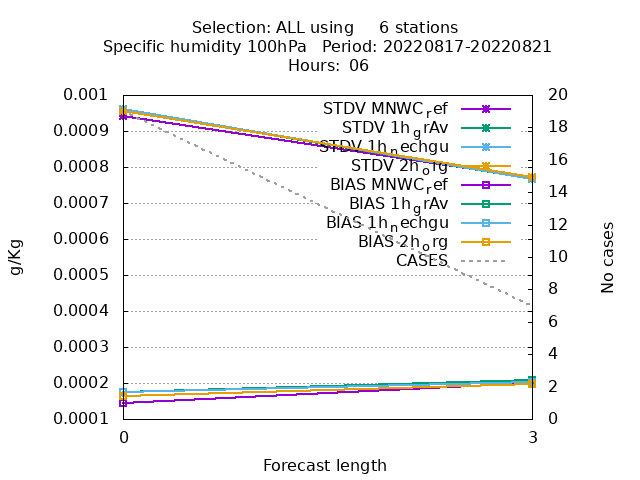 Selection: ALL using 6 stations
Specific humidity 100hPa Period: 20220817-20220821
Hours: 06
0.001
0.0009
0.0008
0.0007
0.0006
0.0005
0.0004
0.0003
0.0002
0.0001
g/Kg
STDV MNWC_ref
STDV 1h_grAv
STDV 1h_nechgu
STDV 2h_org
BIAS MNWC_ref
BIAS 1h_grAv
BIAS 1h_nechgu
BIAS 2h_org
CASES
20
18
16
14
12
10
8
6
4
2
0
No cases
0 3
Forecast length